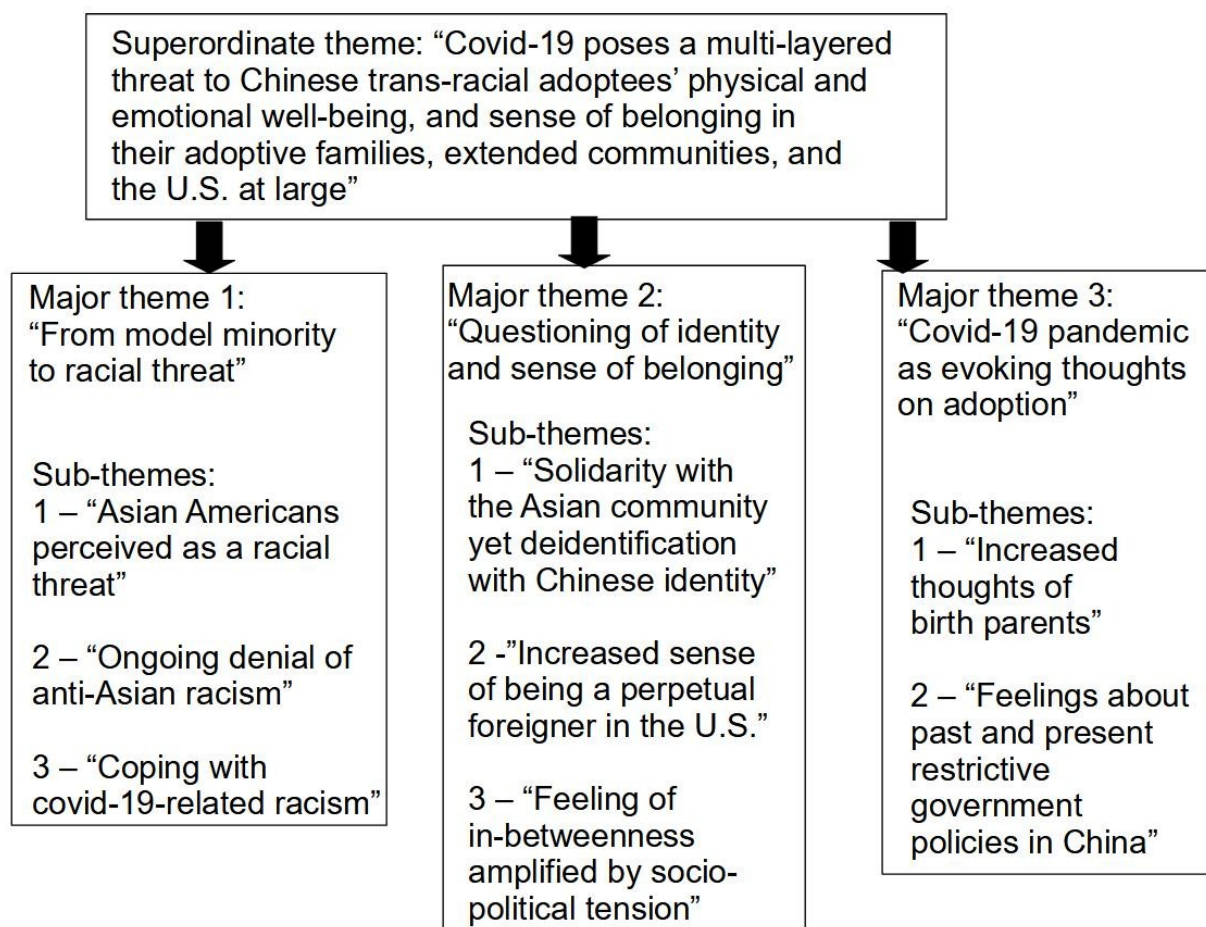 Superordinate theme: “Covid-19 poses a multi-layered
threat to Chinese trans-racial adoptees’ physical and
emotional well-being, and sense of belonging in
their adoptive families, extended communities, and
the U.S. at large”
Major theme 1:
“From model minority
to racial threat”
Sub-themes:
1 – “Asian Americans
perceived as a racial
threat”
2 – “Ongoing denial of
anti-Asian racism”
3 – “Coping with
covid-19-related racism”
Major theme 2:
“Questioning of identity
and sense of belonging”
Sub-themes:
1 – “Solidarity with
the Asian community
yet deidentification
with Chinese identity”
2 -”Increased sense
of being a perpetual
foreigner in the U.S.”
3 – “Feeling of
in-betweenness
amplified by socio-
political tension”
Major theme 3:
“Covid-19 pandemic
as evoking thoughts
on adoption”
Sub-themes:
1 – “Increased
thoughts of
birth parents”
2 – “Feelings about
past and present
restrictive
government
policies in China”